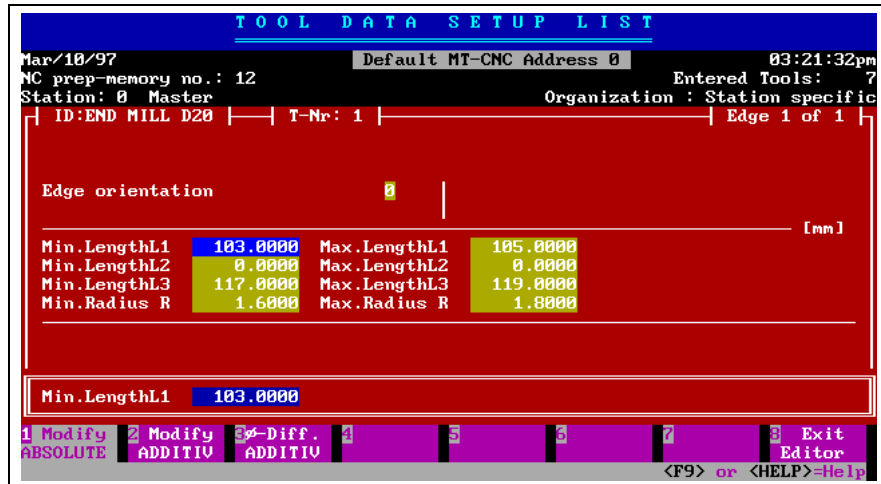 TOOL DATA SETUP LIST
Mar/10/97 Default MT-CNC Address 0 03:21:32pm
NC prep-memory no.: 12 Entered Tools: 7
Station: 0 Master Organization : Station specific
ID:END MILL D20 T-Nr: 1 Edge 1 of 1
Edge orientation 0
[mm]
Min.LengthL1 103.0000 Max.LengthL1 105.0000
Min.LengthL2 0.0000 Max.LengthL2 0.0000
Min.LengthL3 117.0000 Max.LengthL3 119.0000
Min.Radius R 1.6000 Max.Radius R 1.8000
Min.LengthL1 103.0000
1 Modify 2 Modify 3ø-Diff. 4 5 6 7 8 Exit
ABSOLUTE ADDITIV ADDITIV Editor
<F9> or <HELP>=Help